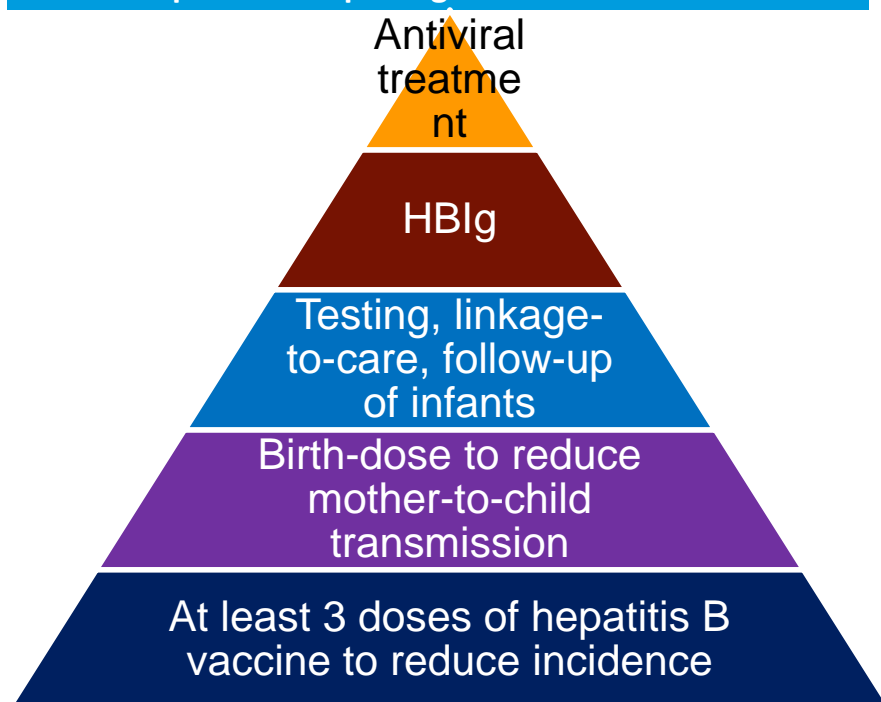 Antiviral
treatme
nt
HBIg
Testing, linkage-
to-care, follow-up
of infants
Birth-dose to reduce
mother-to-child
transmission
At least 3 doses of hepatitis B
vaccine to reduce incidence